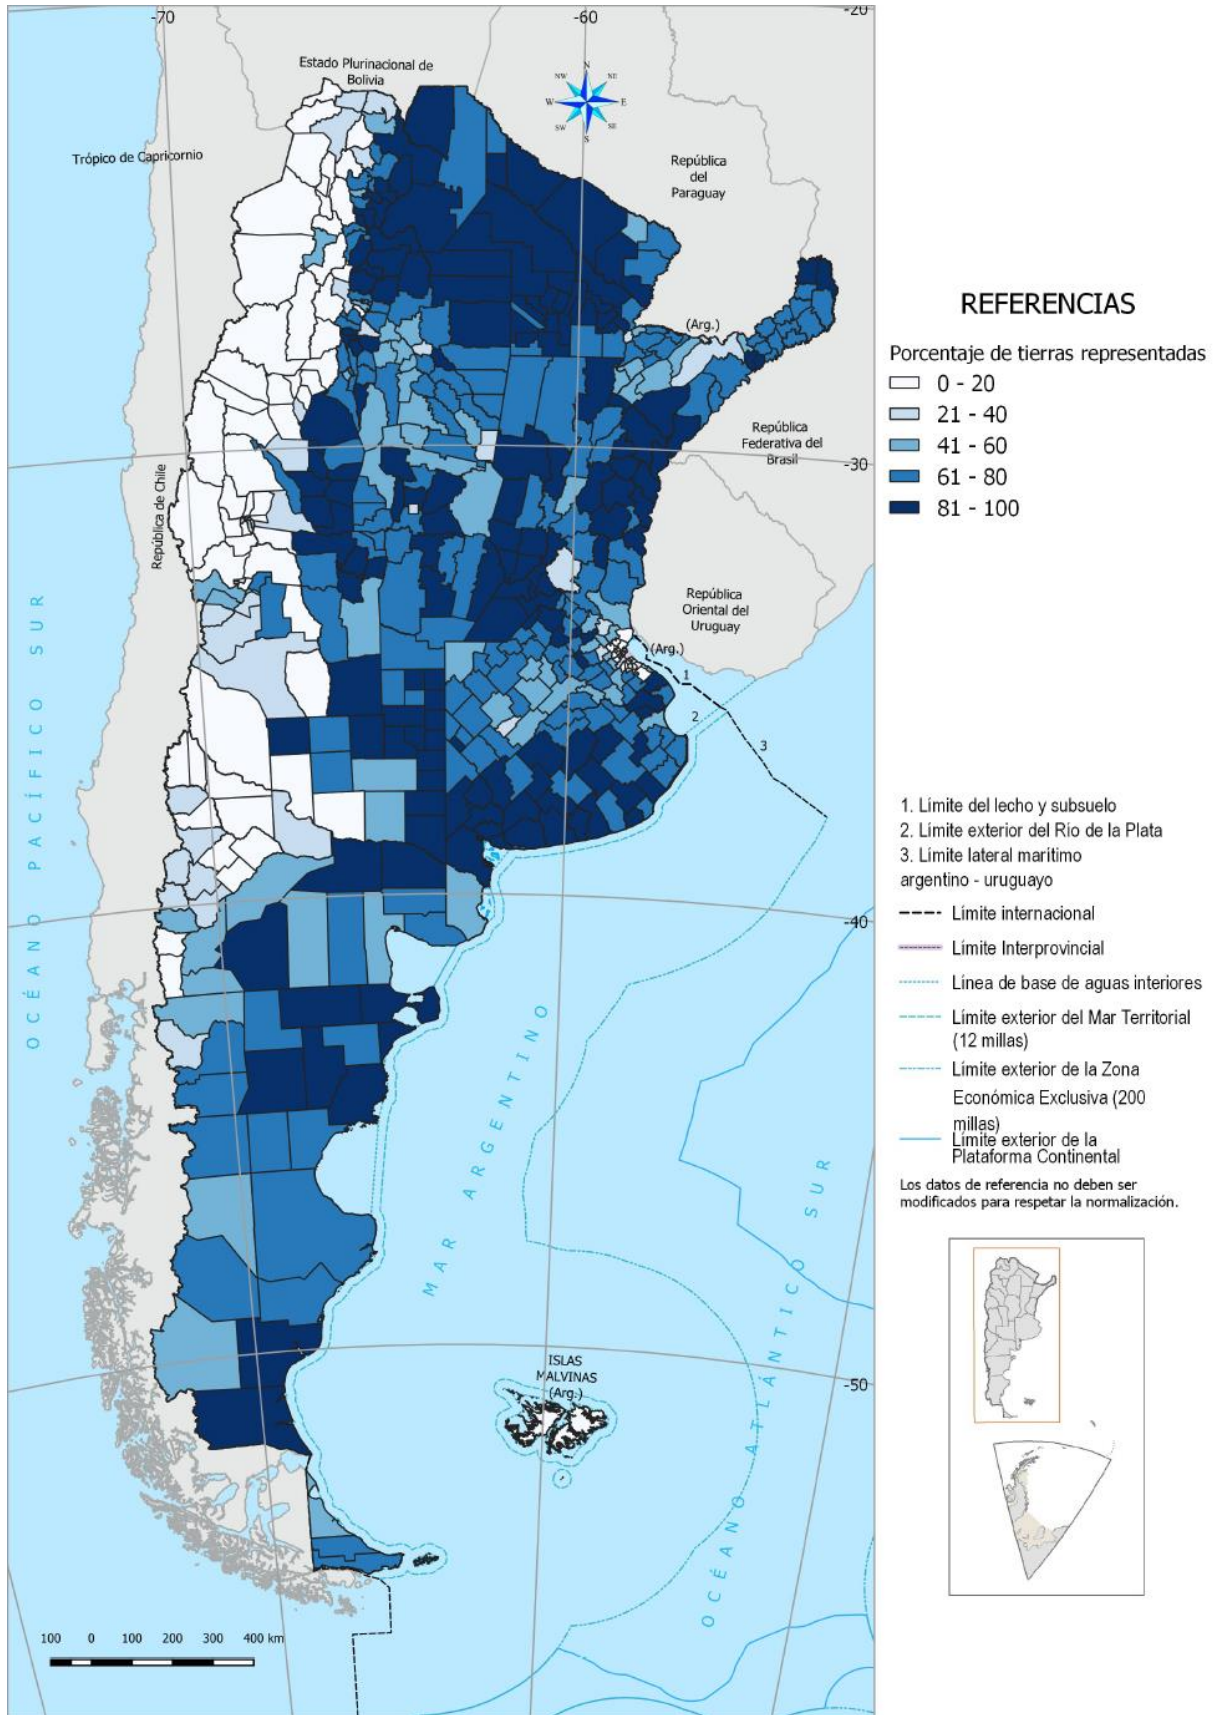 -70
-60
-20
Estado Plurinacional de
Bolivia
N
NW
NE
W
E
SW
SE
S
Trópico de Capricornio
República
del
Paraguay
(Arg.)
República
Federativa del
Brasil
-30
República de Chile
República
Oriental del
Uruguay
(Arg.)
1
2
3
OCÉANO PACÍFICO SUR
-40
MAR ARGENTINO
OCÉANO ATLÁNTICO SUR
ISLAS
MALVINAS
(Arg.)
-50
100 0 100 200 300 400 km
REFERENCIAS
Porcentaje de tierras representadas
0 - 20
21 - 40
41 - 60
61 - 80
81 - 100
1. Límite del lecho y subsuelo
2. Límite exterior del Río de la Plata
3. Límite lateral marítimo
argentino - uruguayo
Límite internacional
Límite Interprovincial
Línea de base de aguas interiores
Límite exterior del Mar Territorial
(12 millas)
Límite exterior de la Zona
Económica Exclusiva (200
millas)
Límite exterior de la
Plataforma Continental
Los datos de referencia no deben ser
modificados para respetar la normalización.